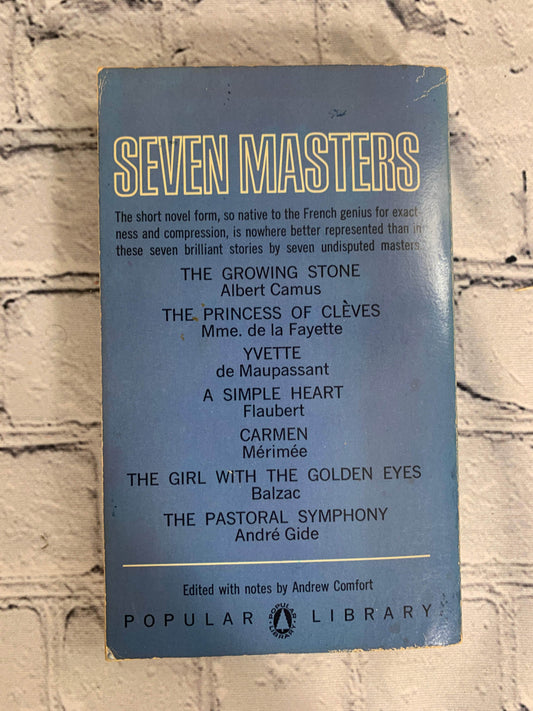 SEVEN MASTERS
The short novel form, so native to the French genius for exact-
ness and compression, is nowhere better represented than in
these seven brilliant stories by seven undisputed masters.
THE GROWING STONE
Albert Camus
THE PRINCESS OF CLÈVES
Mme. de la Fayette
YVETTE
de Maupassant
A SIMPLE HEART
Flaubert
CARMEN
Mérimée
THE GIRL WITH THE GOLDEN EYES
Balzac
THE PASTORAL SYMPHONY
André Gide
Edited with notes by Andrew Comfort
POPULAR POPULAR LIBRARY LIBRARY